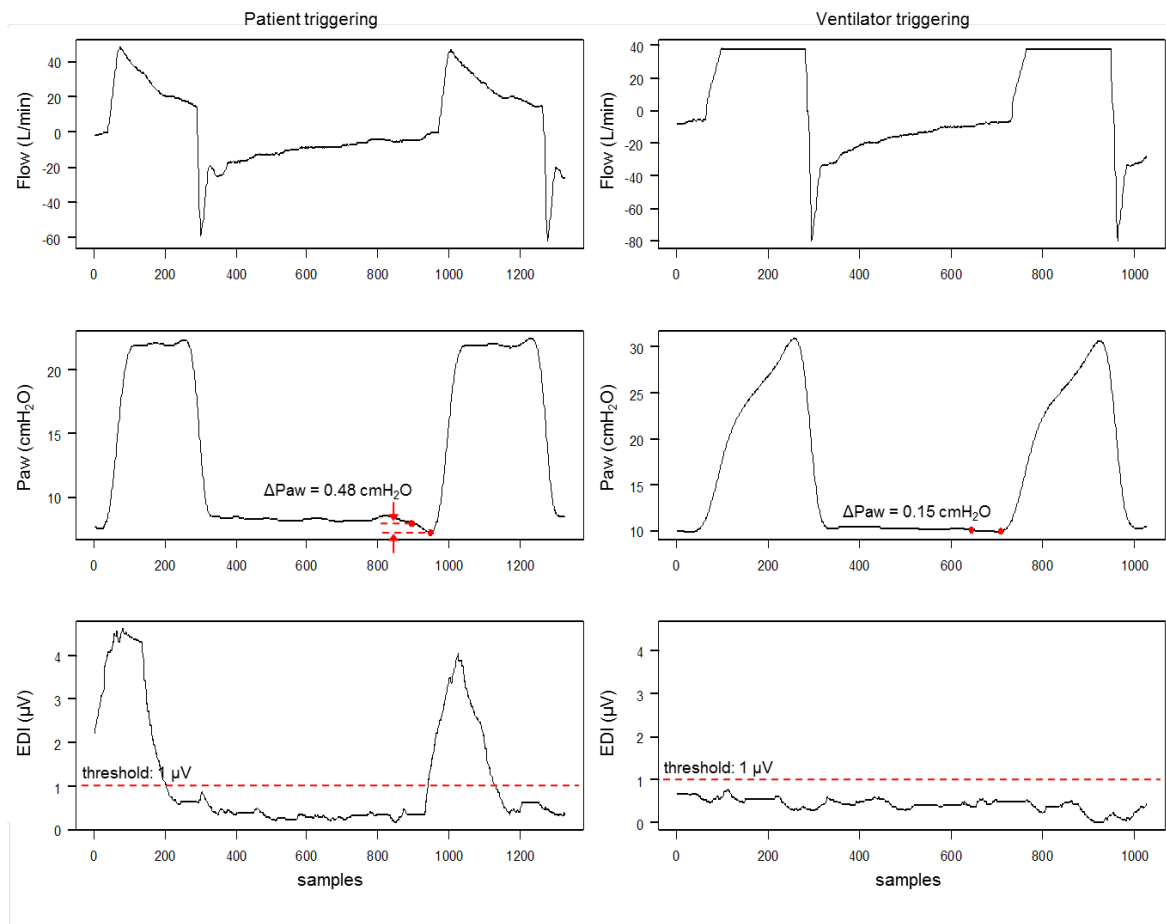 Patient triggering
Ventilator triggering
Flow (L/min)
40
20
0
-20
-40
-60
0 200 400 600 800 1000 1200
Flow (L/min)
40
20
0
-20
-40
-60
-80
0 200 400 600 800 1000
Paw (cmH₂O)
20
10
ΔPaw = 0.48 cmH₂O
0 200 400 600 800 1000 1200
Paw (cmH₂O)
30
25
20
15
10
ΔPaw = 0.15 cmH₂O
0 200 400 600 800 1000
EDI (µV)
4
3
2
1
0
threshold: 1 µV
0 200 400 600 800 1000 1200
samples
EDI (µV)
4
3
2
1
0
threshold: 1 µV
0 200 400 600 800 1000
samples